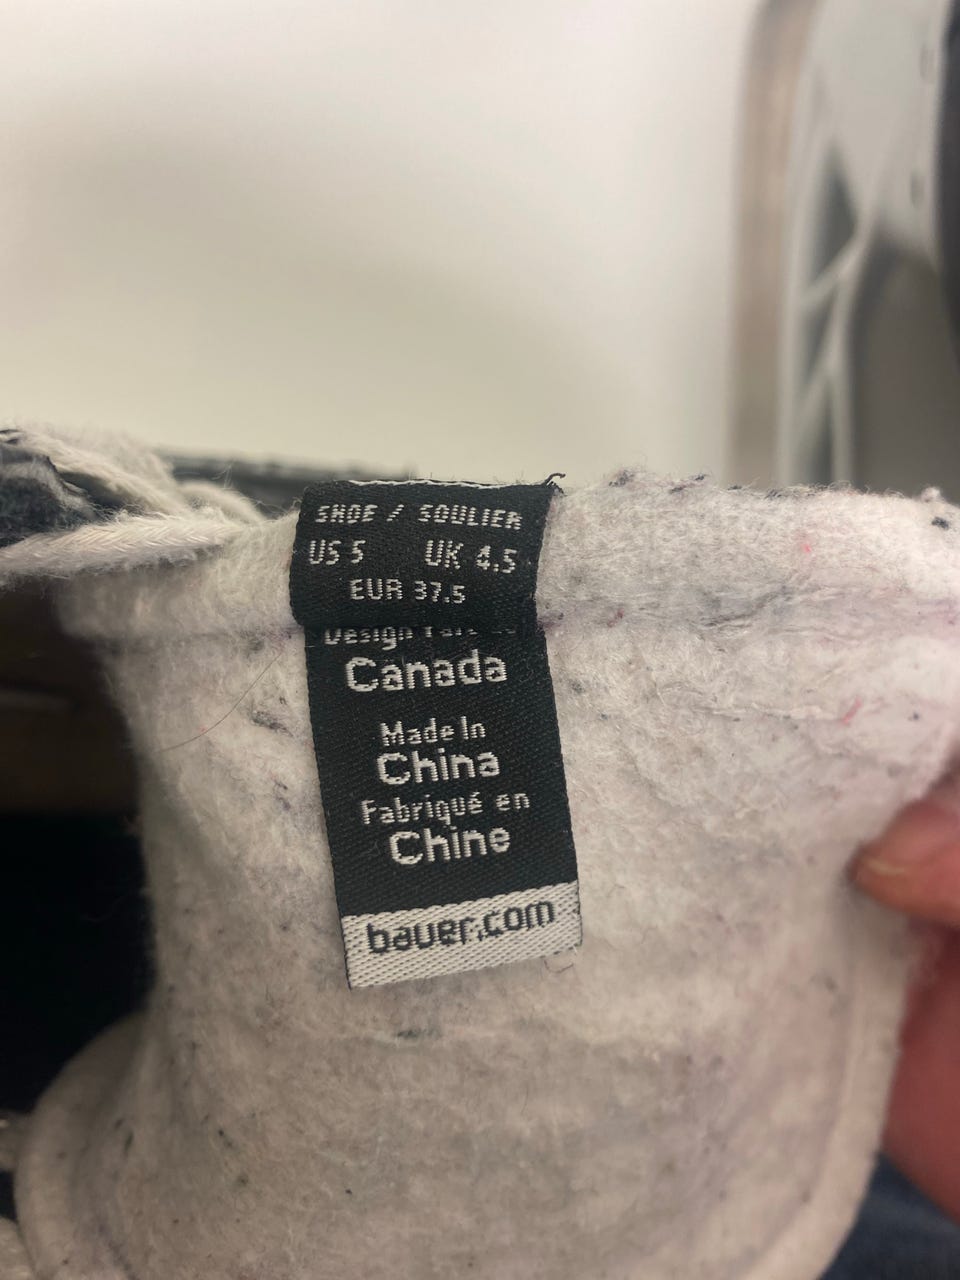 SHOE / SOULIER
US 5 UK 4.5
EUR 37.5
Design
Canada
Made In
China
Fabriqué en
Chine
bauer.com